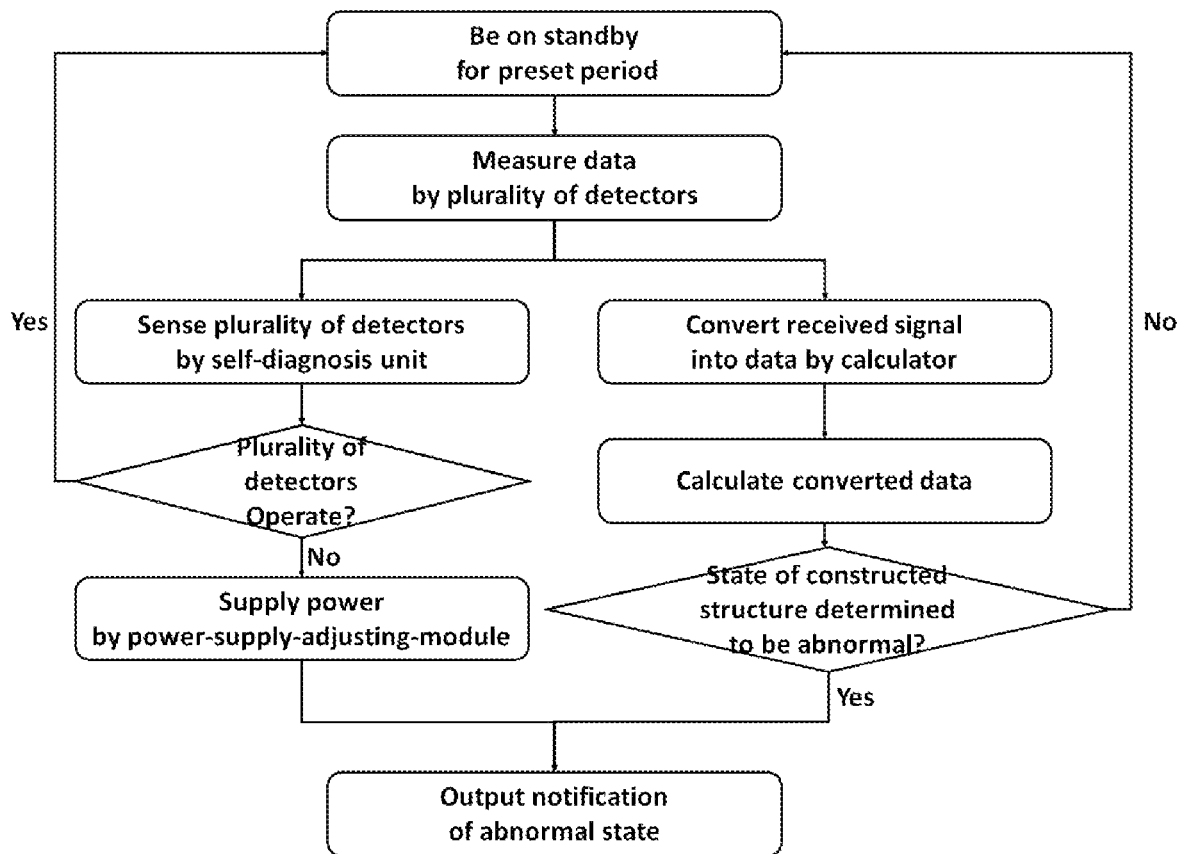 Be on standby
for preset period
Measure data
by plurality of detectors
Yes
Sense plurality of detectors
by self-diagnosis unit
Convert received signal
into data by calculator
No
Plurality of
detectors
Operate?
Calculate converted data
No
Supply power
by power-supply-adjusting-module
State of constructed
structure determined
to be abnormal?
Yes
Output notification
of abnormal state